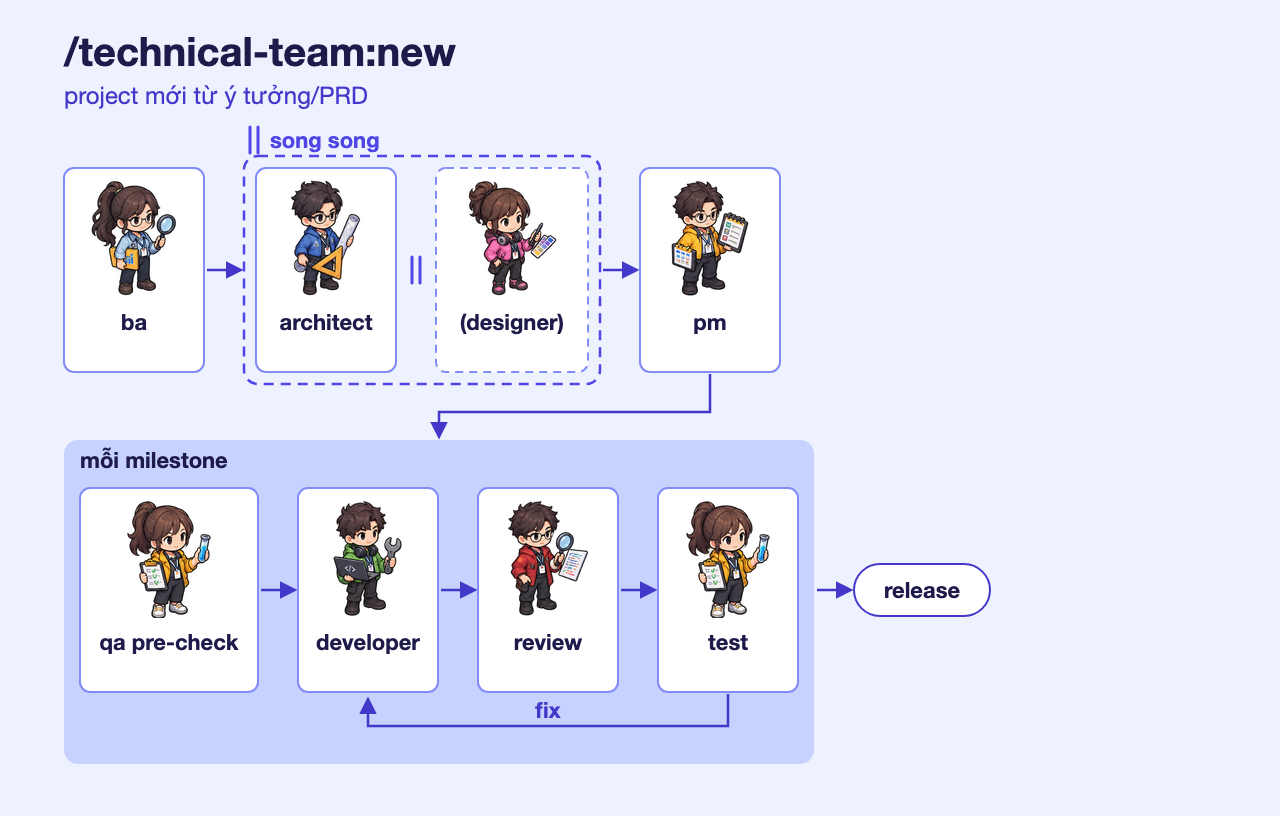 /technical-team:new
project mới từ ý tưởng/PRD
song song
ba
architect
(designer)
pm
mỗi milestone
qa pre-check
developer
review
test
release
fix